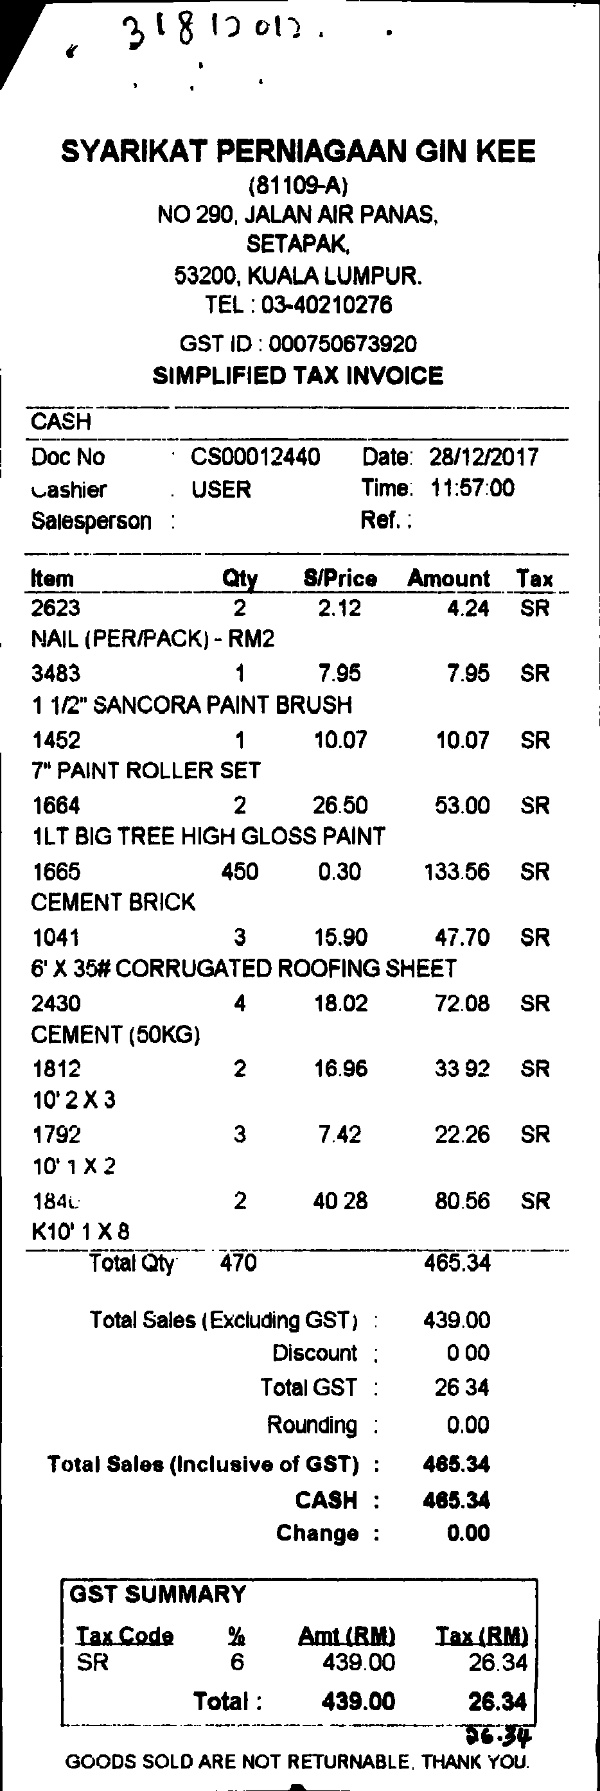 SYARIKAT PERNIAGAAN GIN KEE
(81109-A)
NO 290, JALAN AIR PANAS,
SETAPAK,
53200, KUALA LUMPUR.
TEL : 03-40210276
GST ID : 000750673920
SIMPLIFIED TAX INVOICE
CASH
Doc No : CS00012440 Date: 28/12/2017
Cashier : USER Time: 11:57:00
Salesperson : Ref. :
Item Qty S/Price Amount Tax
2623 2 2.12 4.24 SR
NAIL (PER/PACK) - RM2
3483 1 7.95 7.95 SR
1 1/2" SANCORA PAINT BRUSH
1452 1 10.07 10.07 SR
7" PAINT ROLLER SET
1664 2 26.50 53.00 SR
1LT BIG TREE HIGH GLOSS PAINT
1665 450 0.30 133.56 SR
CEMENT BRICK
1041 3 15.90 47.70 SR
6' X 35# CORRUGATED ROOFING SHEET
2430 4 18.02 72.08 SR
CEMENT (50KG)
1812 2 16.96 33.92 SR
10' 2 X 3
1792 3 7.42 22.26 SR
10' 1 X 2
2 40.28 80.56 SR
K10' 1 X 8
Total Qty 470 465.34
Total Sales (Excluding GST) : 439.00
Discount : 0.00
Total GST : 26.34
Rounding : 0.00
Total Sales (Inclusive of GST) : 465.34
CASH : 465.34
Change : 0.00
GST SUMMARY
Tax Code % Amt (RM) Tax (RM)
SR 6 439.00 26.34
Total : 439.00 26.34
26.34
GOODS SOLD ARE NOT RETURNABLE, THANK YOU.